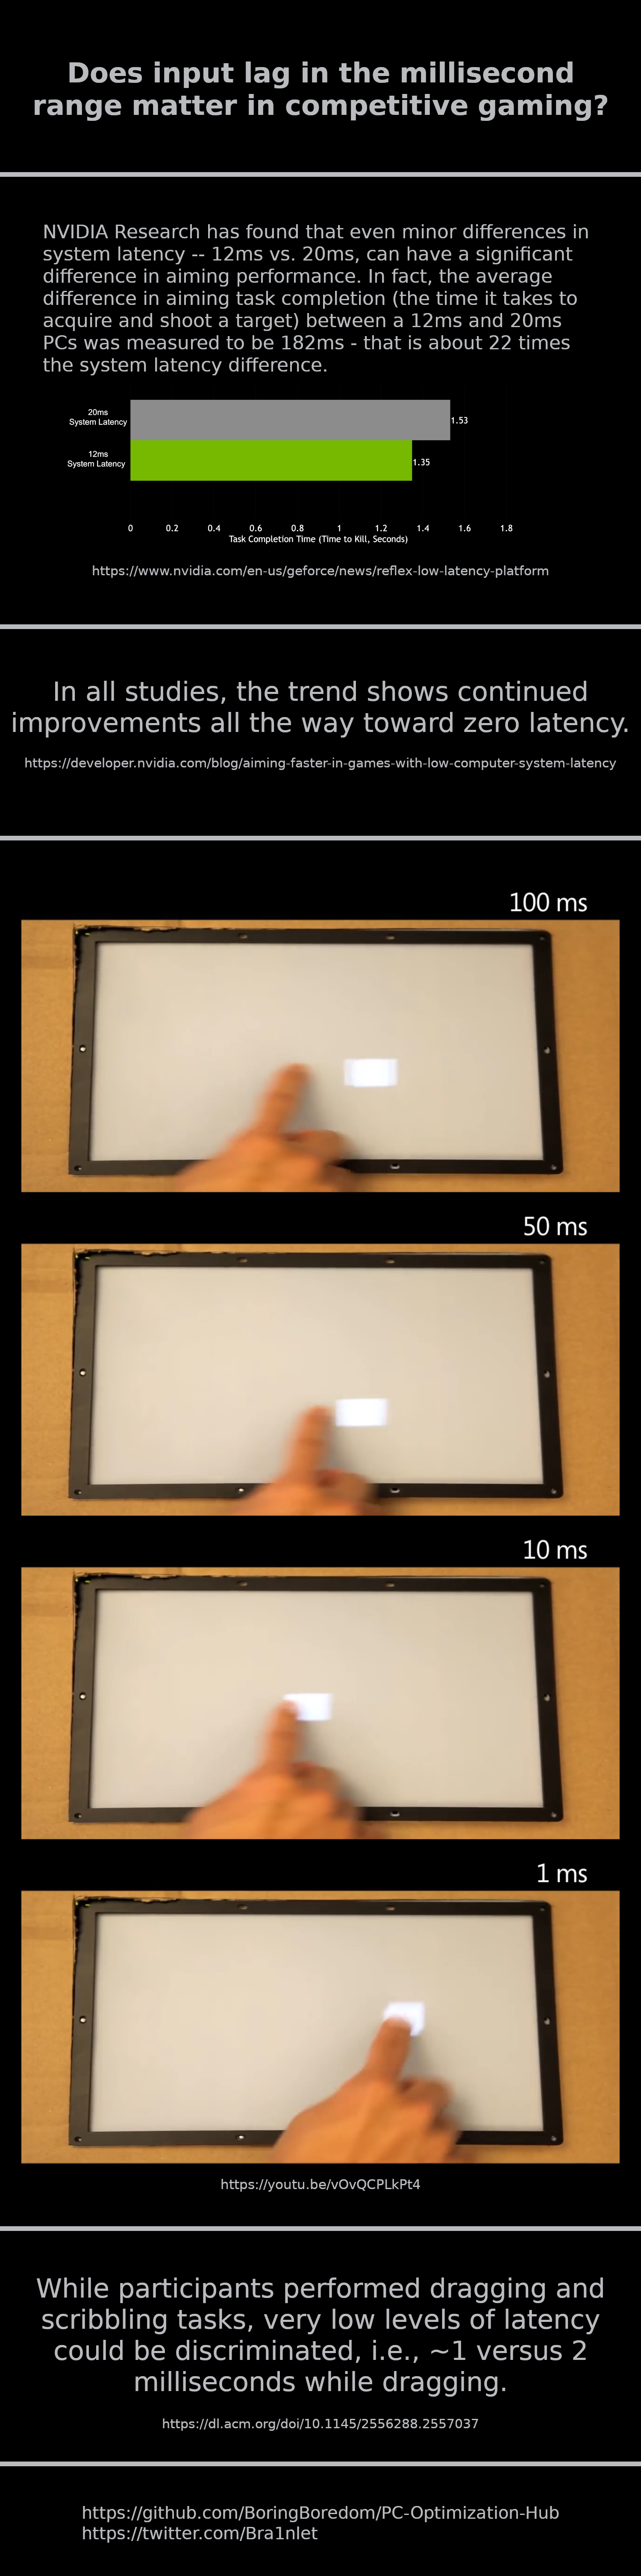 Does input lag in the millisecond
range matter in competitive gaming?
NVIDIA Research has found that even minor differences in
system latency -- 12ms vs. 20ms, can have a significant
difference in aiming performance. In fact, the average
difference in aiming task completion (the time it takes to
acquire and shoot a target) between a 12ms and 20ms
PCs was measured to be 182ms - that is about 22 times
the system latency difference.
20ms
System Latency
1.53
12ms
System Latency
1.35
0 0.2 0.4 0.6 0.8 1 1.2 1.4 1.6 1.8
Task Completion Time (Time to Kill, Seconds)
https://www.nvidia.com/en-us/geforce/news/reflex-low-latency-platform
In all studies, the trend shows continued
improvements all the way toward zero latency.
https://developer.nvidia.com/blog/aiming-faster-in-games-with-low-computer-system-latency
100 ms
50 ms
10 ms
1 ms
https://youtu.be/vOvQCPLkPt4
While participants performed dragging and
scribbling tasks, very low levels of latency
could be discriminated, i.e., ~1 versus 2
milliseconds while dragging.
https://dl.acm.org/doi/10.1145/2556288.2557037
https://github.com/BoringBoredom/PC-Optimization-Hub
https://twitter.com/Bra1nlet